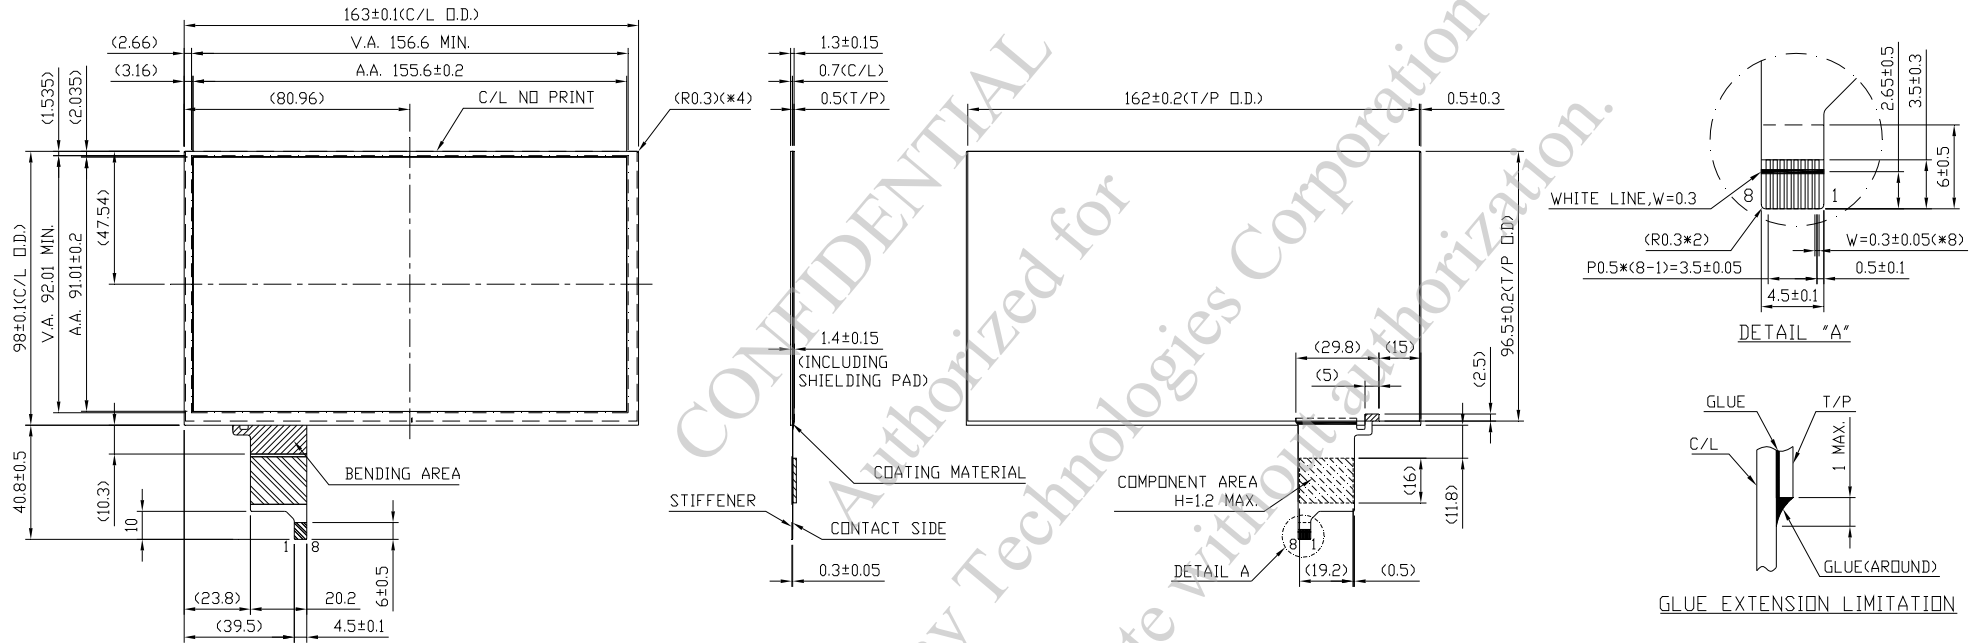 163±0.1(C/L O.D.)
(2.66)
V.A. 156.6 MIN.
(3.16)
A.A. 155.6±0.2
(80.96)
C/L NO PRINT
(R0.3)(*4)
(1.535)
(2.035)
98±0.1(C/L O.D.)
V.A. 92.01 MIN.
A.A. 91.01±0.2
(47.54)
40.8±0.5
(10.3)
10
BENDING AREA
1
8
6±0.5
(23.8)
20.2
(39.5)
4.5±0.1
1.3±0.15
0.7(C/L)
0.5(T/P)
1.4±0.15
(INCLUDING
SHIELDING PAD)
COATING MATERIAL
STIFFENER
CONTACT SIDE
0.3±0.05
162±0.2(T/P O.D.)
0.5±0.3
96.5±0.2(T/P O.D)
(29.8)
(15)
(5)
(2.5)
COMPONENT AREA
H=1.2 MAX.
(16)
(11.8)
8
1
DETAIL A
(19.2)
(0.5)
2.65±0.5
3.5±0.3
6±0.5
WHITE LINE,W=0.3
8
1
(R0.3*2)
W=0.3±0.05(*8)
P0.5*(8-1)=3.5±0.05
0.5±0.1
4.5±0.1
DETAIL "A"
GLUE
T/P
C/L
1 MAX.
GLUE(AROUND)
GLUE EXTENSION LIMITATION
CONFIDENTIAL
Authorized for
Technologies Corporation
without authorization.